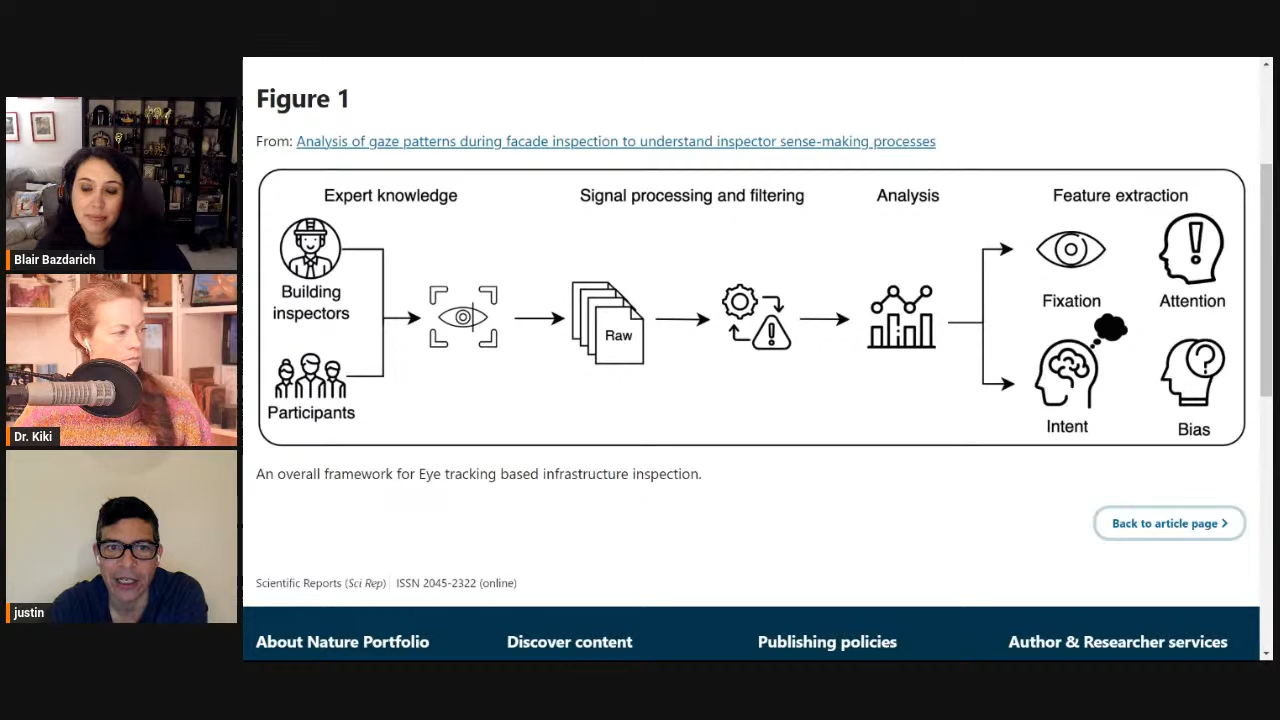 Blair Bazdarich
Dr. Kiki
justin
Figure 1
From: Analysis of gaze patterns during facade inspection to understand inspector sense-making processes
Expert knowledge
Signal processing and filtering
Analysis
Feature extraction
Building
inspectors
Participants
Raw
Fixation
Attention
Intent
Bias
An overall framework for Eye tracking based infrastructure inspection.
Back to article page
Scientific Reports (Sci Rep) ISSN 2045-2322 (online)
About Nature Portfolio
Discover content
Publishing policies
Author & Researcher services